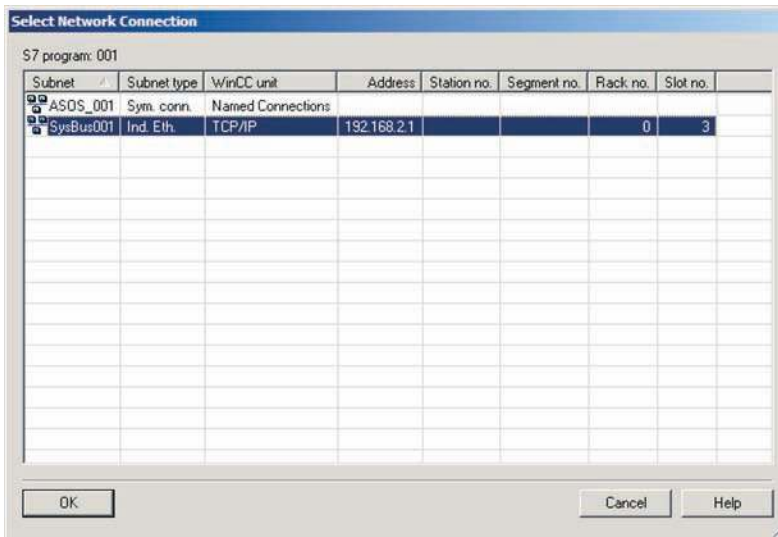 Select Network Connection
S7 program: 001
Subnet Subnet type WinCC unit Address Station no. Segment no. Rack no. Slot no.
ASOS_001 Sym. conn. Named Connections
SysBus001 Ind. Eth. TCP/IP 192.168.2.1 0 3
OK Cancel Help